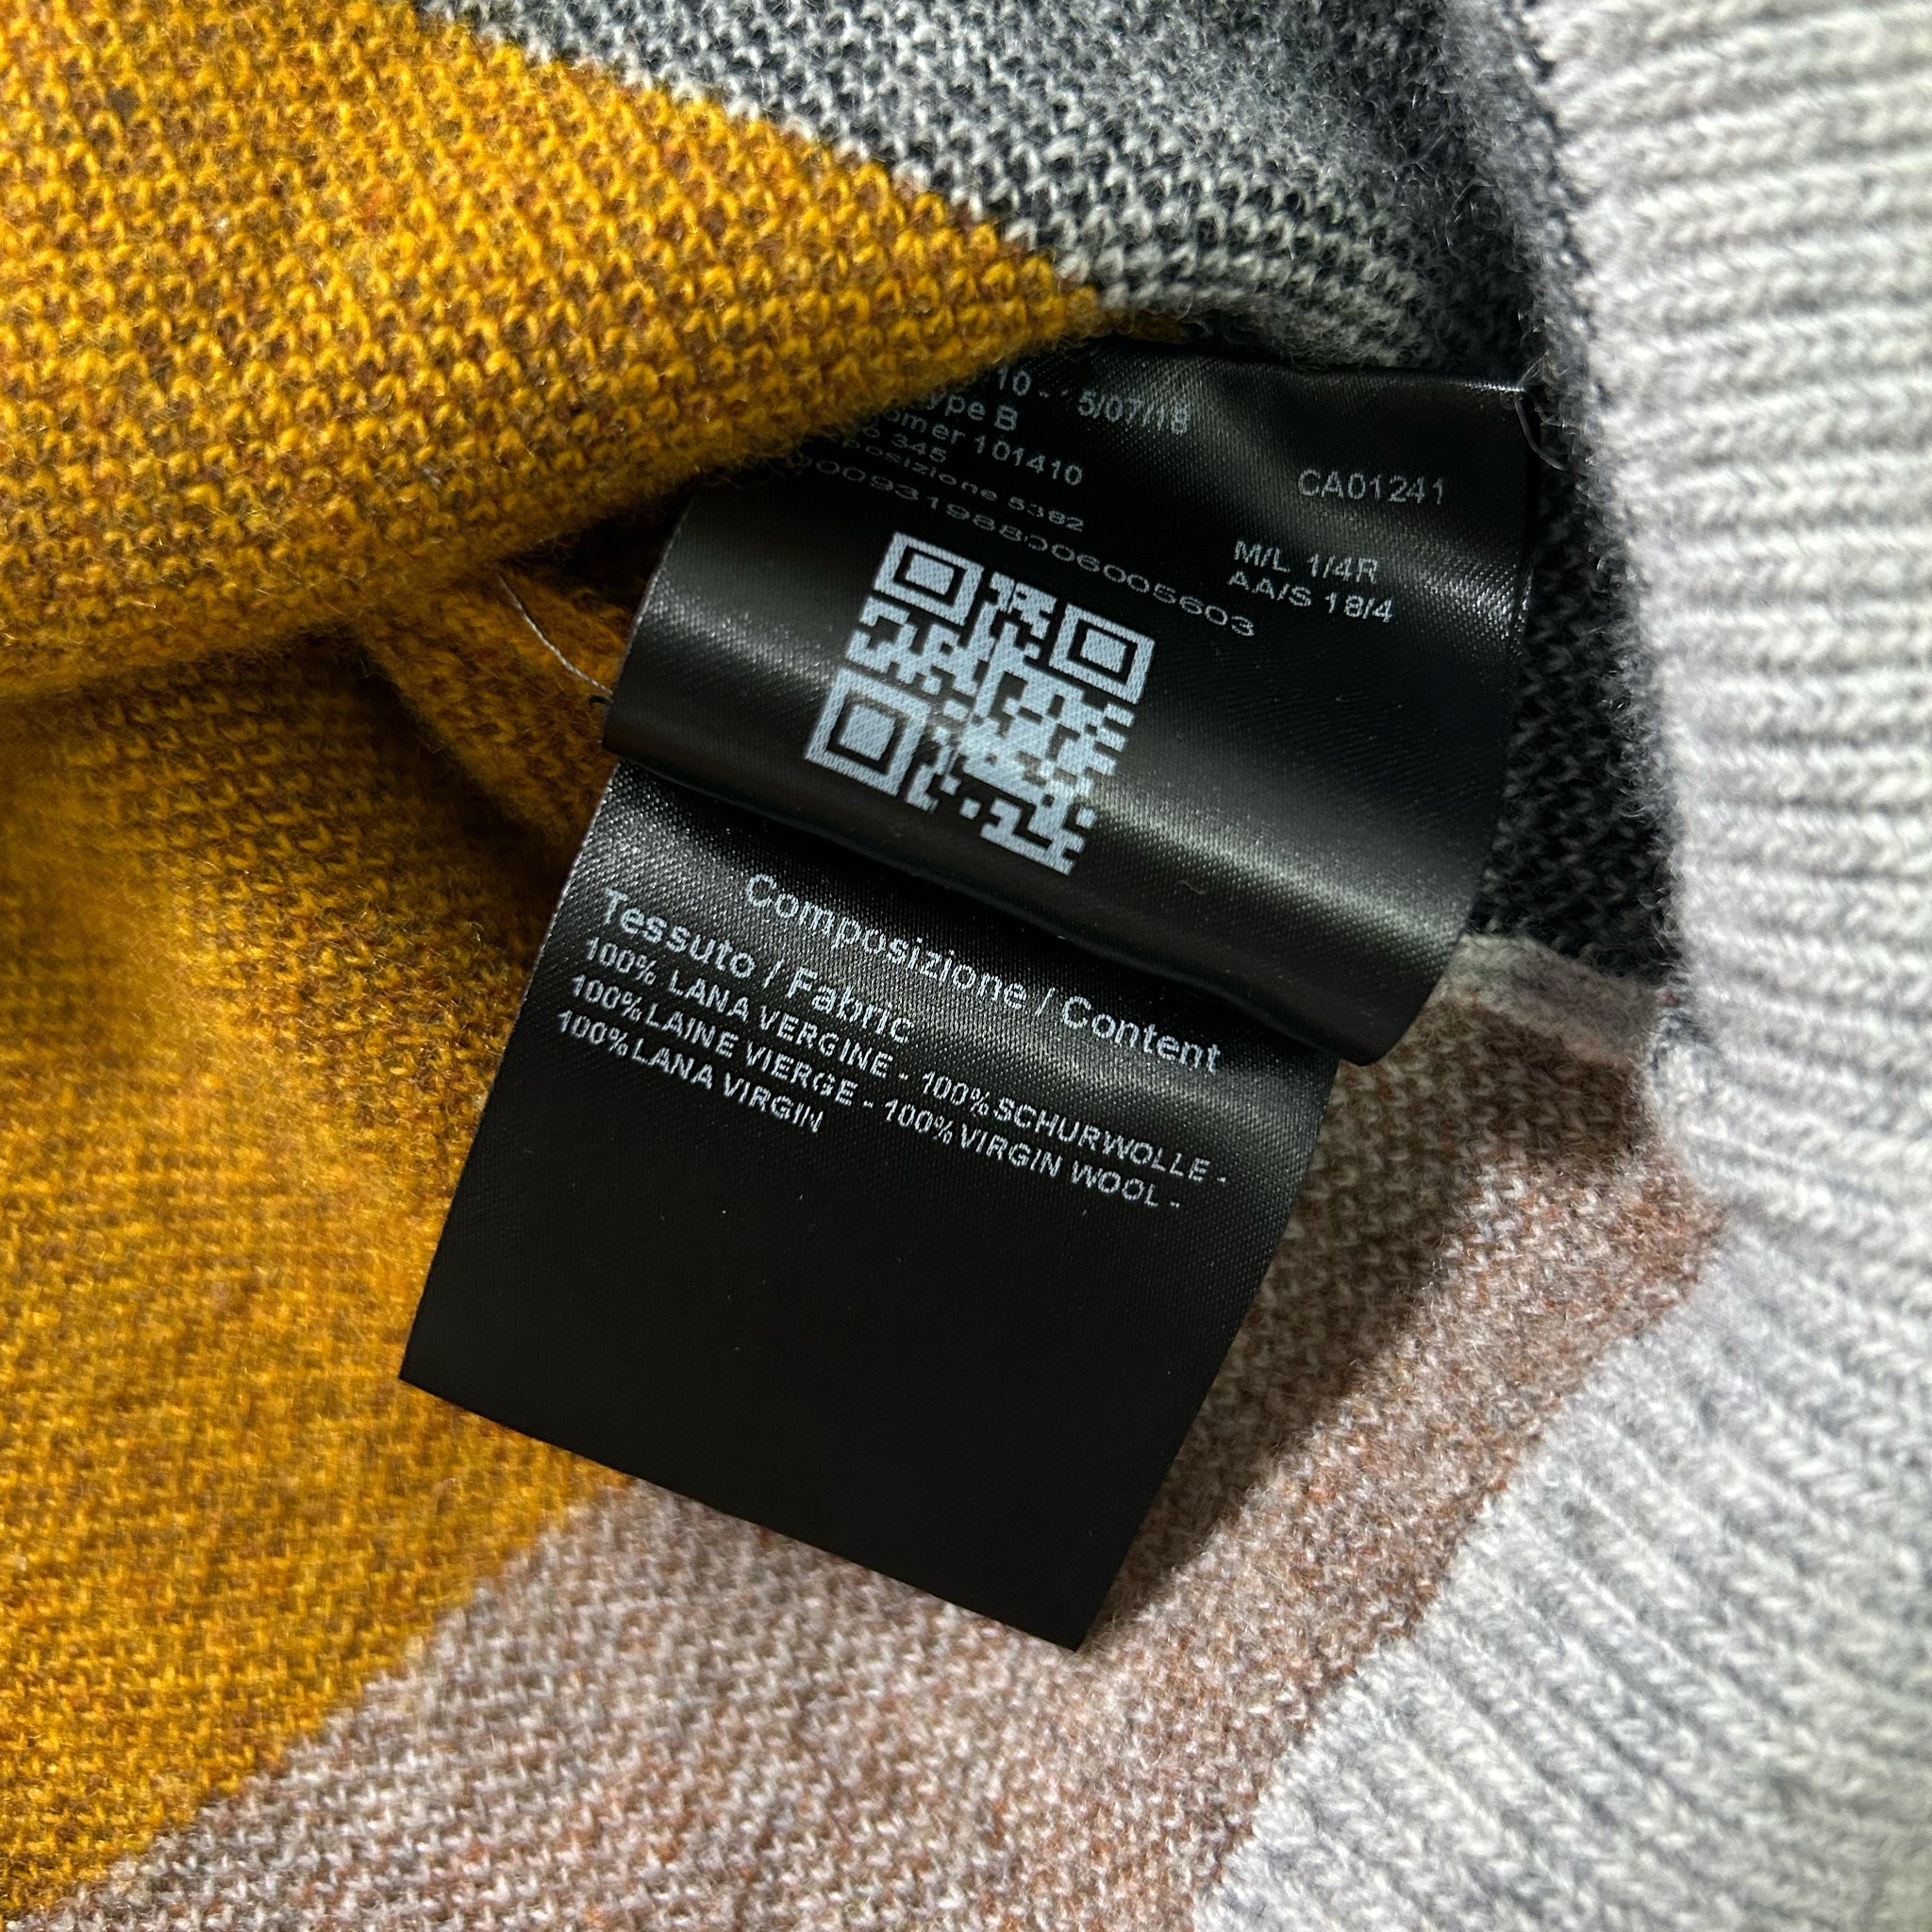 10 - 5/07/18
ype B
omer 101410
345
osizione 5382
CA01241
M/L 1/4R
AA/S 18/4
Composizione / Content
Tessuto / Fabric
100% LANA VERGINE - 100%SCHURWOLLE -
100%LAINE VIERGE - 100%VIRGIN WOOL -
100%LANA VIRGIN